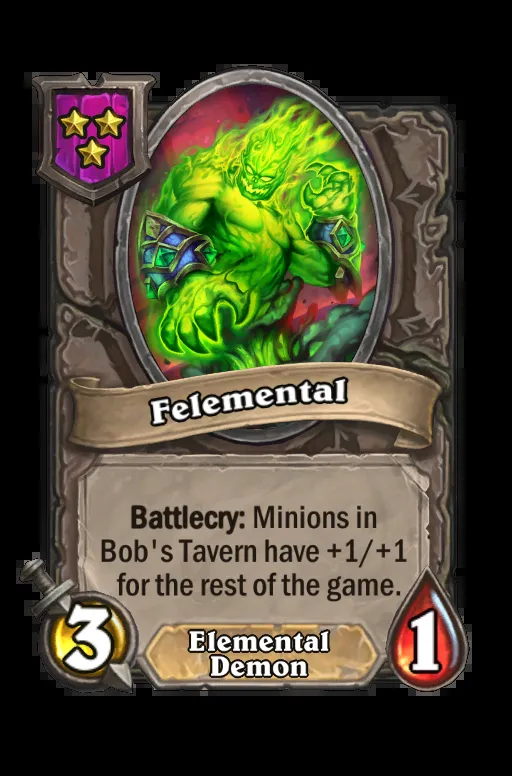 Felemental
Battlecry: Minions in
Bob's Tavern have +1/+1
for the rest of the game.
3
Elemental
Demon
1